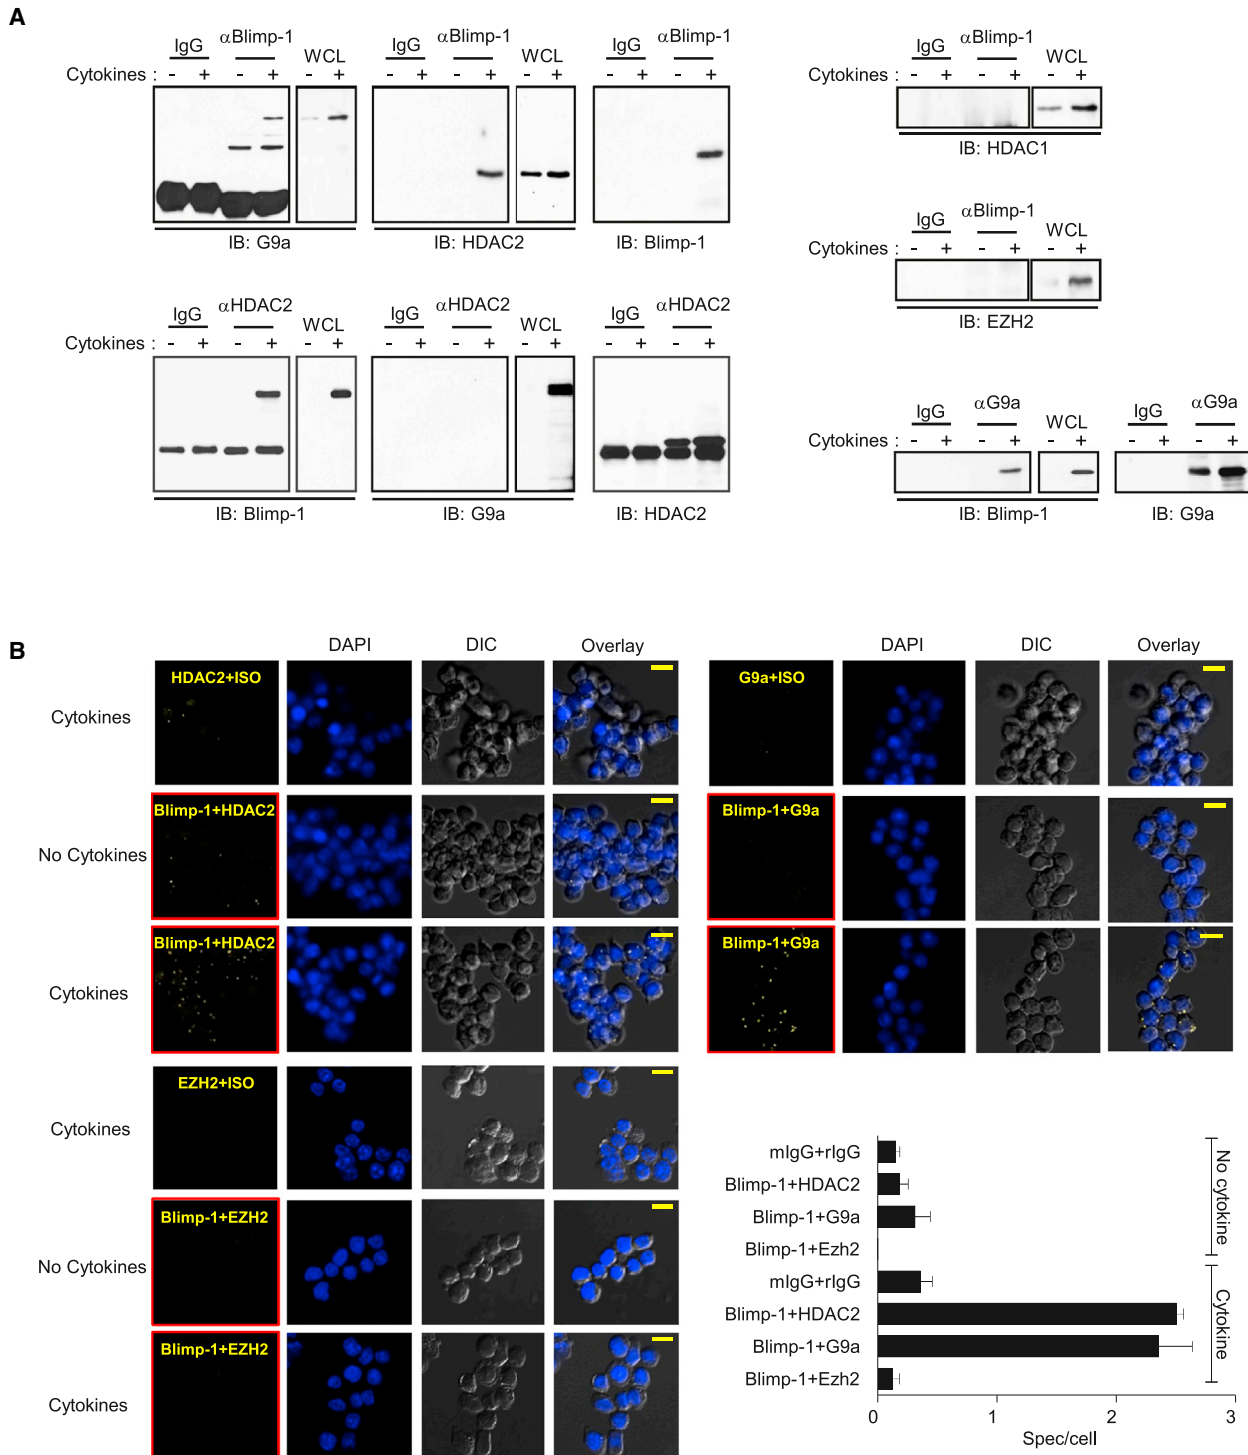 A
IgG αBlimp-1 WCL IgG αBlimp-1 WCL IgG αBlimp-1
Cytokines : - + - + - + - + - + - + - + - +
IB: G9a IB: HDAC2 IB: Blimp-1
IgG αBlimp-1 WCL
Cytokines : - + - + - +
IB: HDAC1
IgG αBlimp-1 WCL
Cytokines : - + - + - +
IB: EZH2
IgG αHDAC2 WCL IgG αHDAC2 WCL IgG αHDAC2
Cytokines : - + - + - + - + - + - + - + - +
IB: Blimp-1 IB: G9a IB: HDAC2
IgG αG9a WCL IgG αG9a
Cytokines : - + - + - + - + - +
IB: Blimp-1 IB: G9a
B
DAPI DIC Overlay
Cytokines HDAC2+ISO
No Cytokines Blimp-1+HDAC2
Cytokines Blimp-1+HDAC2
Cytokines EZH2+ISO
No Cytokines Blimp-1+EZH2
Cytokines Blimp-1+EZH2
DAPI DIC Overlay
G9a+ISO
Blimp-1+G9a
Blimp-1+G9a
mIgG+rIgG
Blimp-1+HDAC2
Blimp-1+G9a
Blimp-1+Ezh2
No cytokine
mIgG+rIgG
Blimp-1+HDAC2
Blimp-1+G9a
Blimp-1+Ezh2
Cytokine
0 1 2 3
Spec/cell